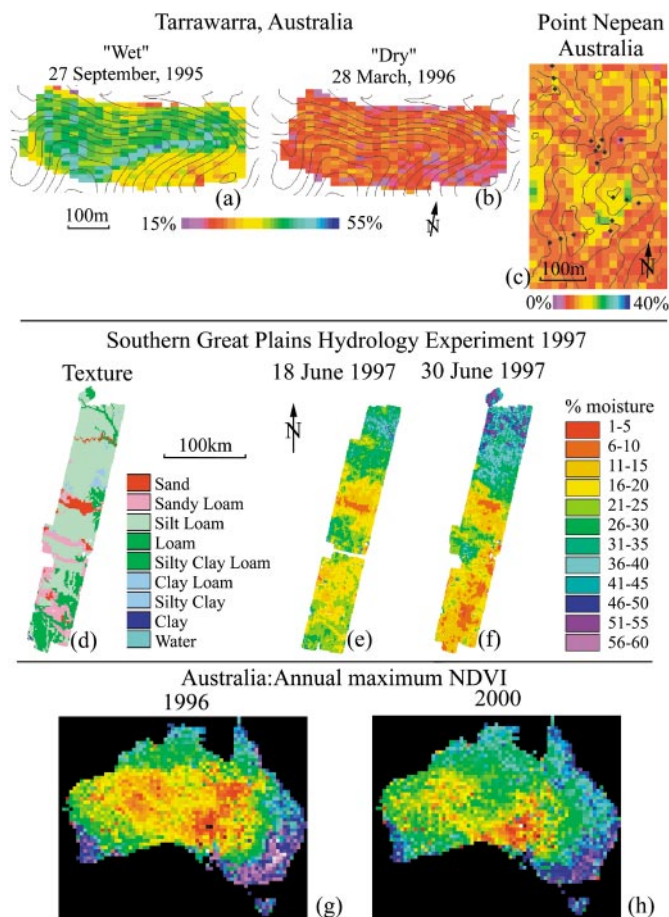 Tarrawarra, Australia
Point Nepean
Australia
"Wet"
27 September, 1995
"Dry"
28 March, 1996
(a)
(b)
100m
15%
55%
N
(c)
100m
N
0%
40%
Southern Great Plains Hydrology Experiment 1997
Texture
18 June 1997
30 June 1997
N
100km
% moisture
1-5
6-10
11-15
16-20
21-25
26-30
31-35
36-40
41-45
46-50
51-55
56-60
Sand
Sandy Loam
Silt Loam
Loam
Silty Clay Loam
Clay Loam
Silty Clay
Clay
Water
(d)
(e)
(f)
Australia:Annual maximum NDVI
1996
2000
(g)
(h)